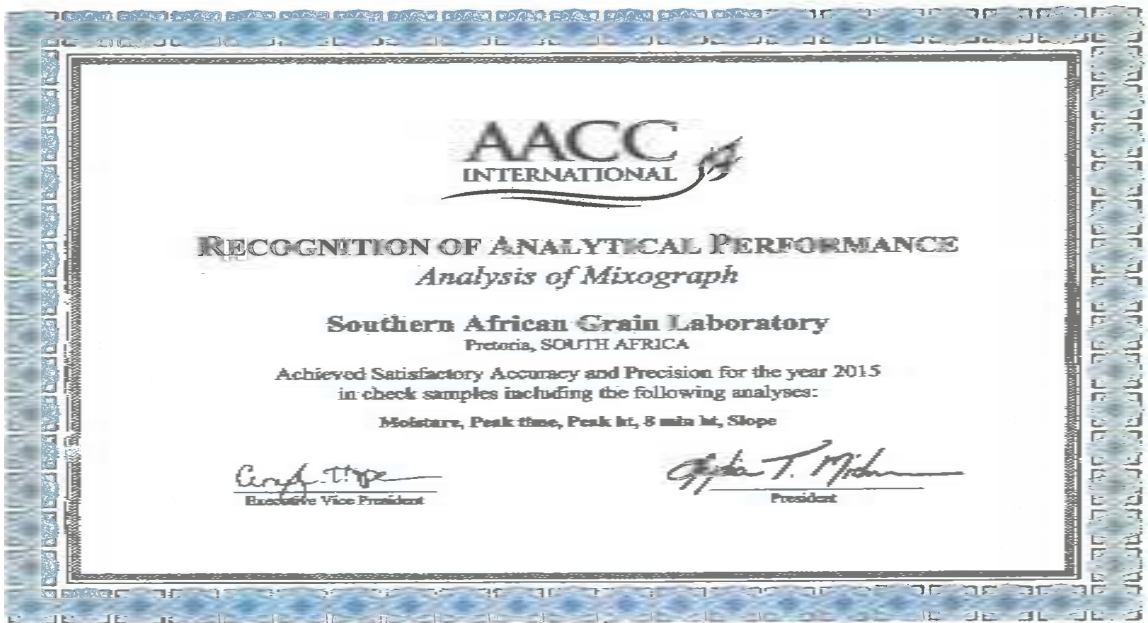 AACC
INTERNATIONAL
RECOGNITION OF ANALYTICAL PERFORMANCE
Analysis of Mixograph
Southern African Grain Laboratory
Pretoria, SOUTH AFRICA
Achieved Satisfactory Accuracy and Precision for the year 2015
in check samples including the following analyses:
Moisture, Peak time, Peak ht, 8 min ht, Slope
Executive Vice President
President